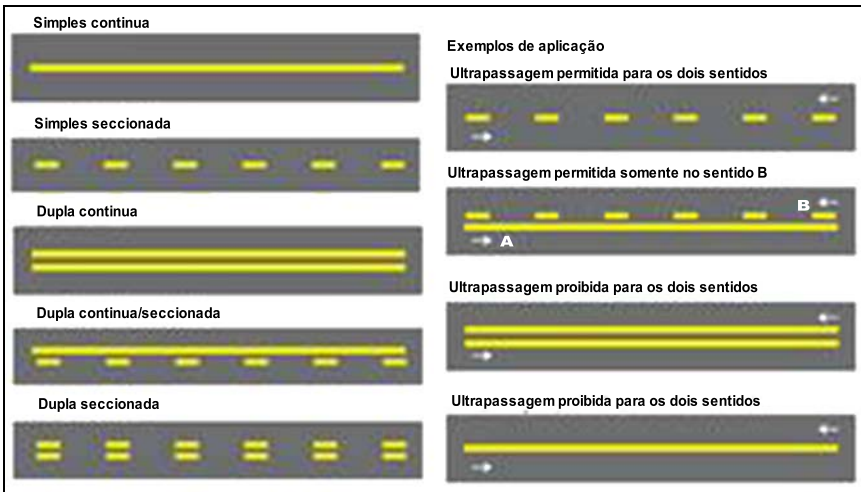 Simples continua
Simples seccionada
Dupla continua
Dupla continua/seccionada
Dupla seccionada
Exemplos de aplicação
Ultrapassagem permitida para os dois sentidos
Ultrapassagem permitida somente no sentido B
B
A
Ultrapassagem proibida para os dois sentidos
Ultrapassagem proibida para os dois sentidos